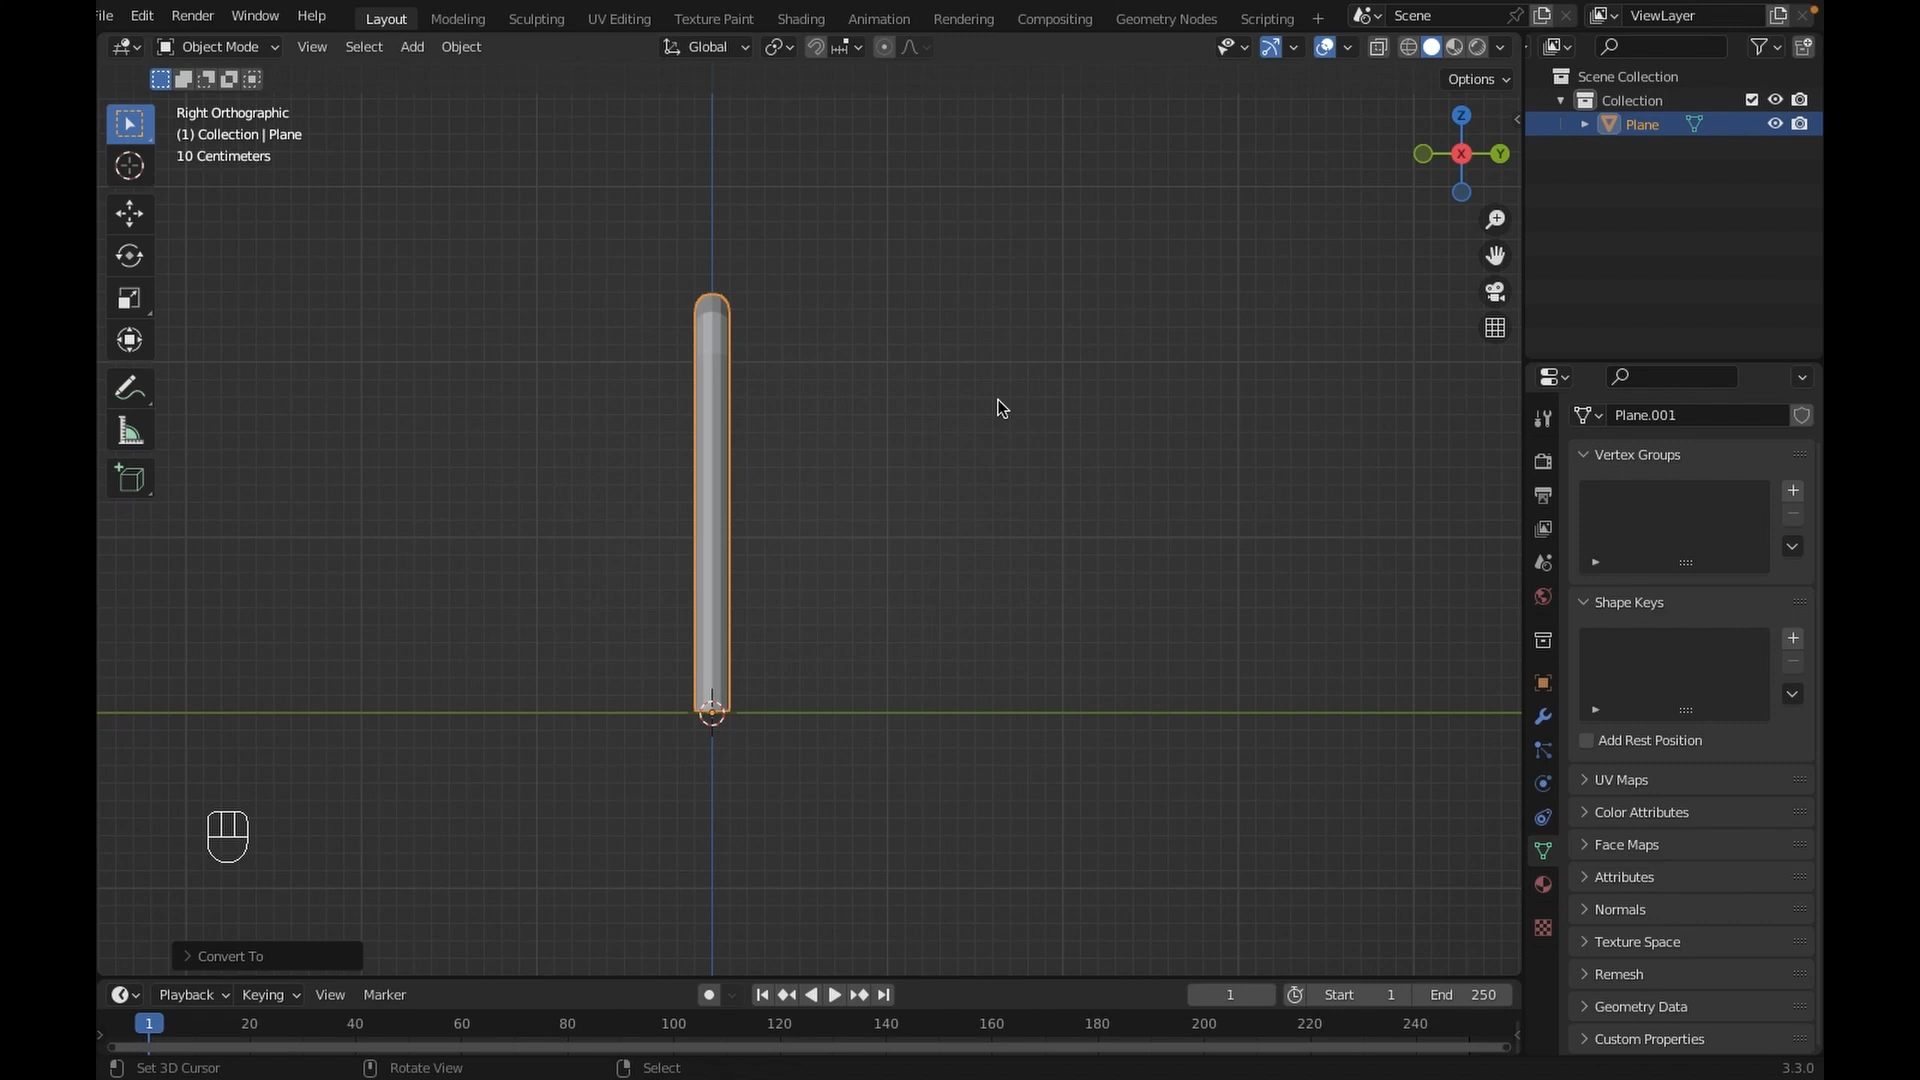 File Edit Render Window Help Layout Modeling Sculpting UV Editing Texture Paint Shading Animation Rendering Compositing Geometry Nodes Scripting + Scene ViewLayer
Object Mode View Select Add Object Global
Options
Right Orthographic
(1) Collection | Plane
10 Centimeters
Z
X Y
Scene Collection
Collection
Plane
Plane.001
Vertex Groups
Shape Keys
Add Rest Position
UV Maps
Color Attributes
Face Maps
Attributes
Normals
Texture Space
Remesh
Geometry Data
Custom Properties
Convert To
Playback Keying View Marker 1 Start 1 End 250
1 20 40 60 80 100 120 140 160 180 200 220 240
Set 3D Cursor Rotate View Select 3.3.0